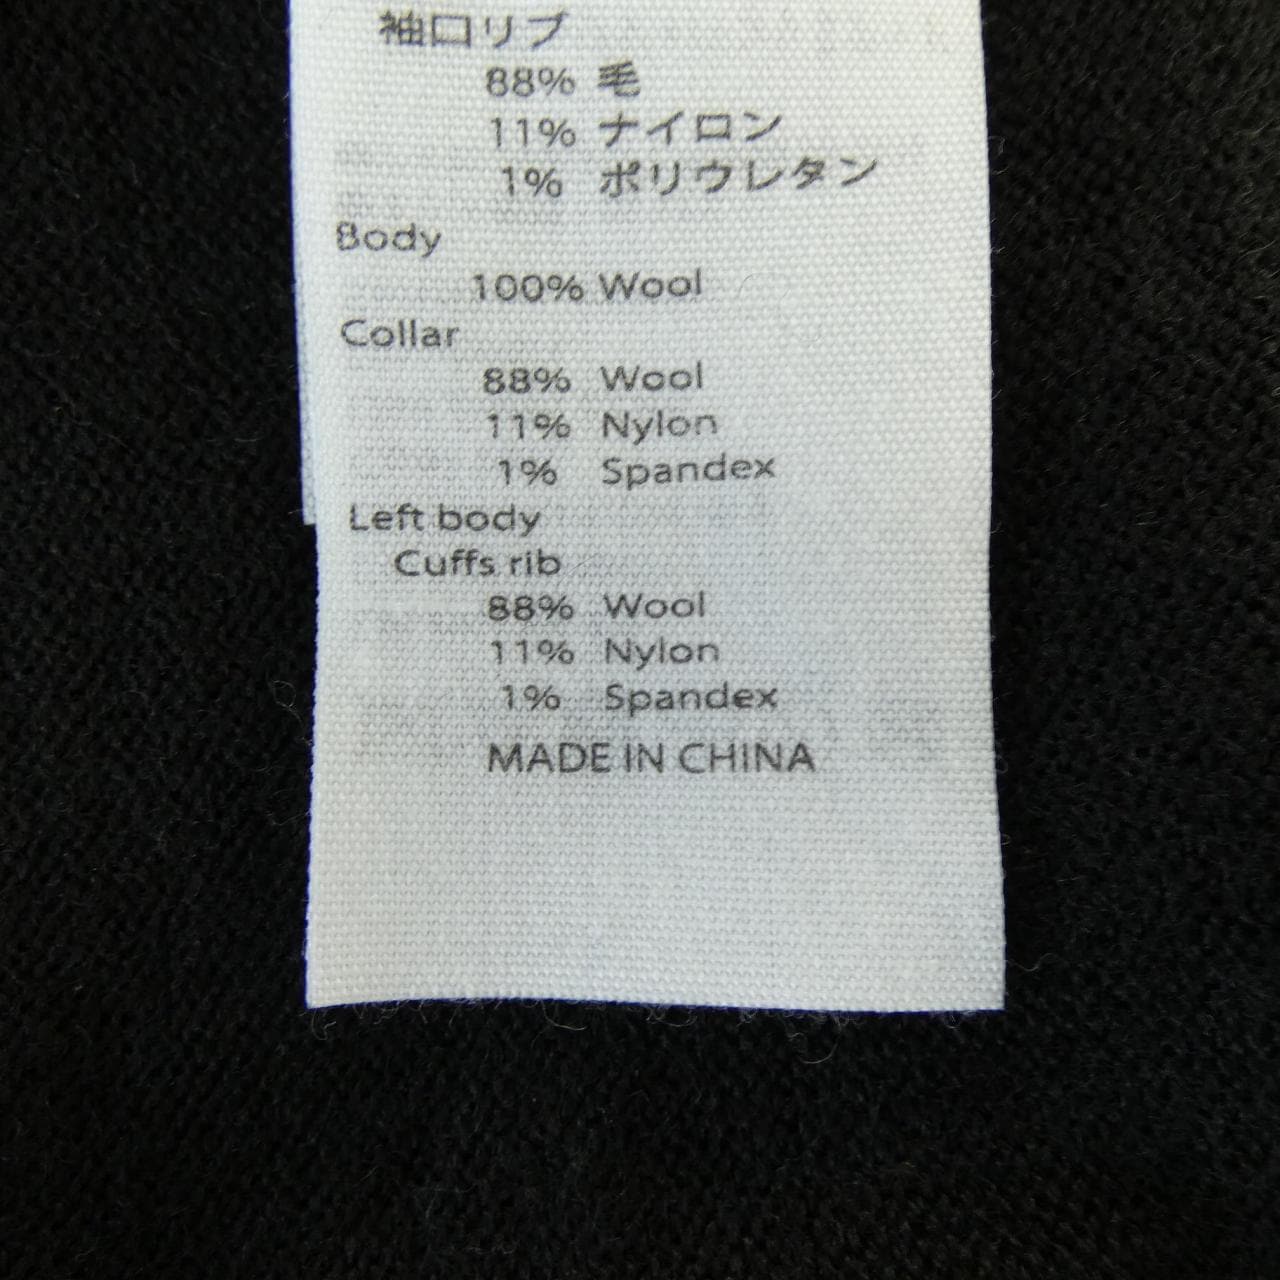 袖口リブ
88% 毛
11% ナイロン
1% ポリウレタン
Body
100% Wool
Collar
88% Wool
11% Nylon
1% Spandex
Left body
Cuffs rib
88% Wool
11% Nylon
1% Spandex
MADE IN CHINA